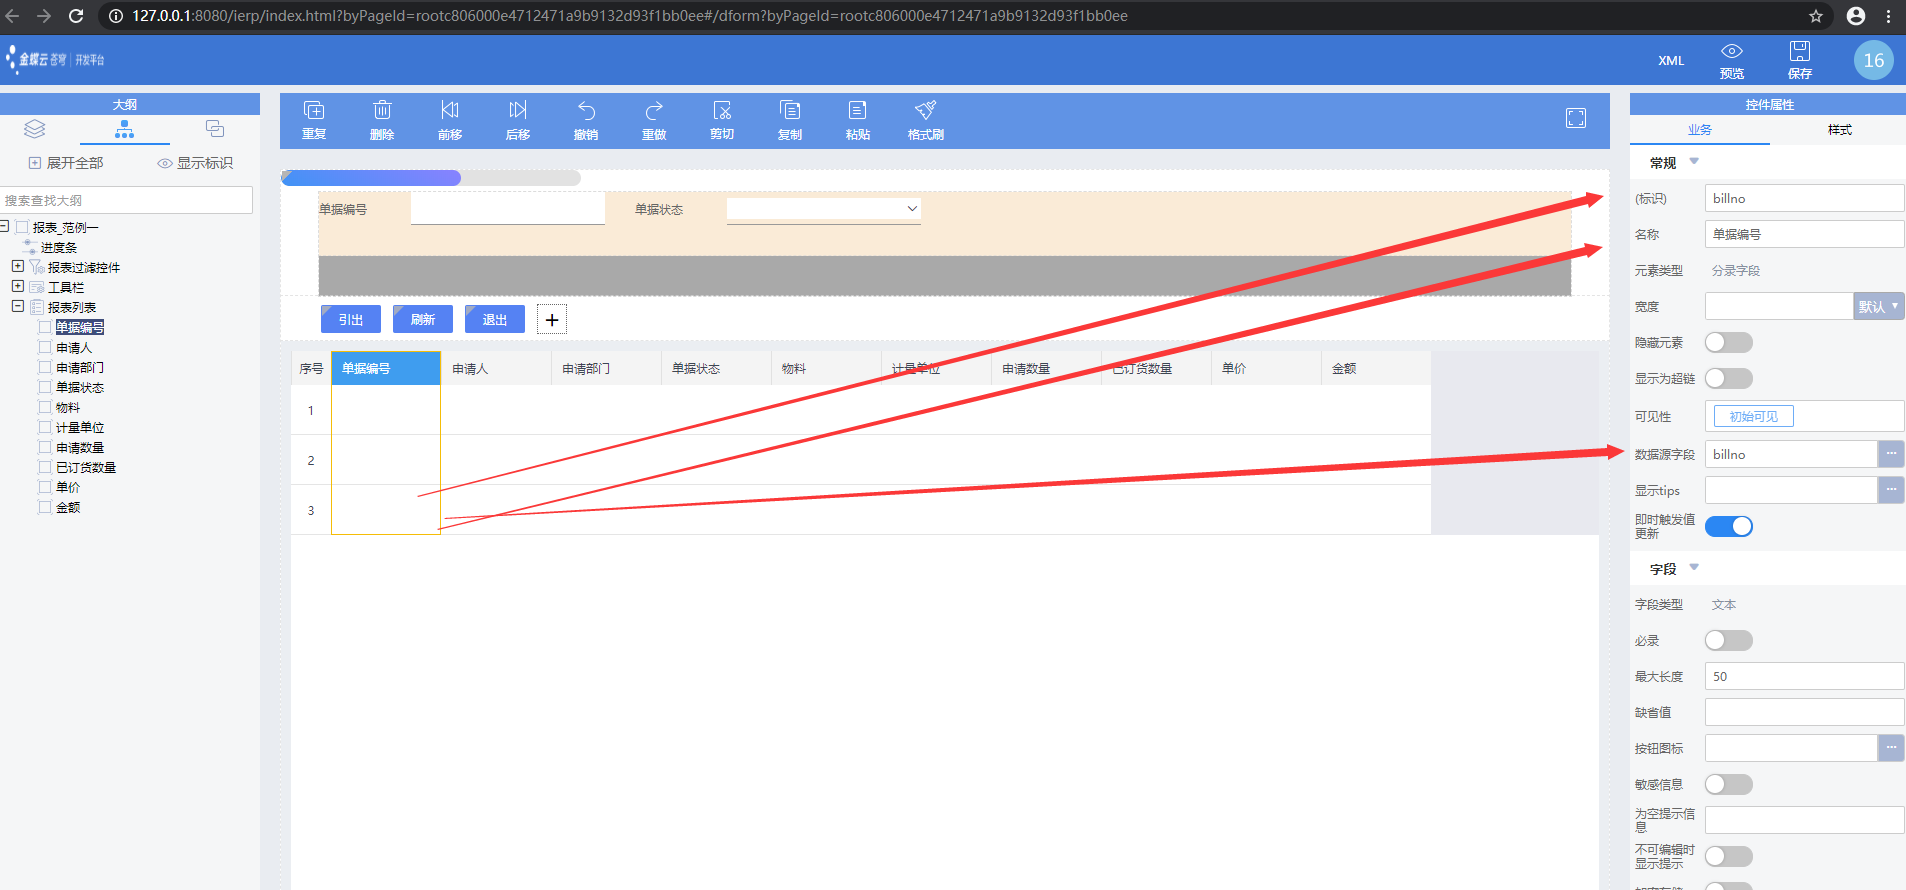 127.0.0.1:8080/ierp/index.html?byPageId=rootc806000e4712471a9b9132d93f1bb0ee#/dform?byPageId=rootc806000e4712471a9b9132d93f1bb0ee
金蝶云 苍穹 | 开发平台
XML
预览
保存
16
大纲
展开全部
显示标识
搜索查找大纲
报表_范例一
进度条
报表过滤控件
工具栏
报表列表
单据编号
申请人
申请部门
单据状态
物料
计量单位
申请数量
已订货数量
单价
金额
重复
删除
前移
后移
撤销
重做
剪切
复制
粘贴
格式刷
单据编号
单据状态
引出
刷新
退出
+
序号 单据编号 申请人 申请部门 单据状态 物料 计量单位 申请数量 已订货数量 单价 金额
1
2
3
控件属性
业务 样式
常规
(标识) billno
名称 单据编号
元素类型 分录字段
宽度 默认
隐藏元素
显示为超链
可见性 初始可见
数据源字段 billno ...
显示tips ...
即时触发值
更新
字段
字段类型 文本
必录
最大长度 50
缺省值
按钮图标 ...
敏感信息
为空提示信
息
不可编辑时
显示提示